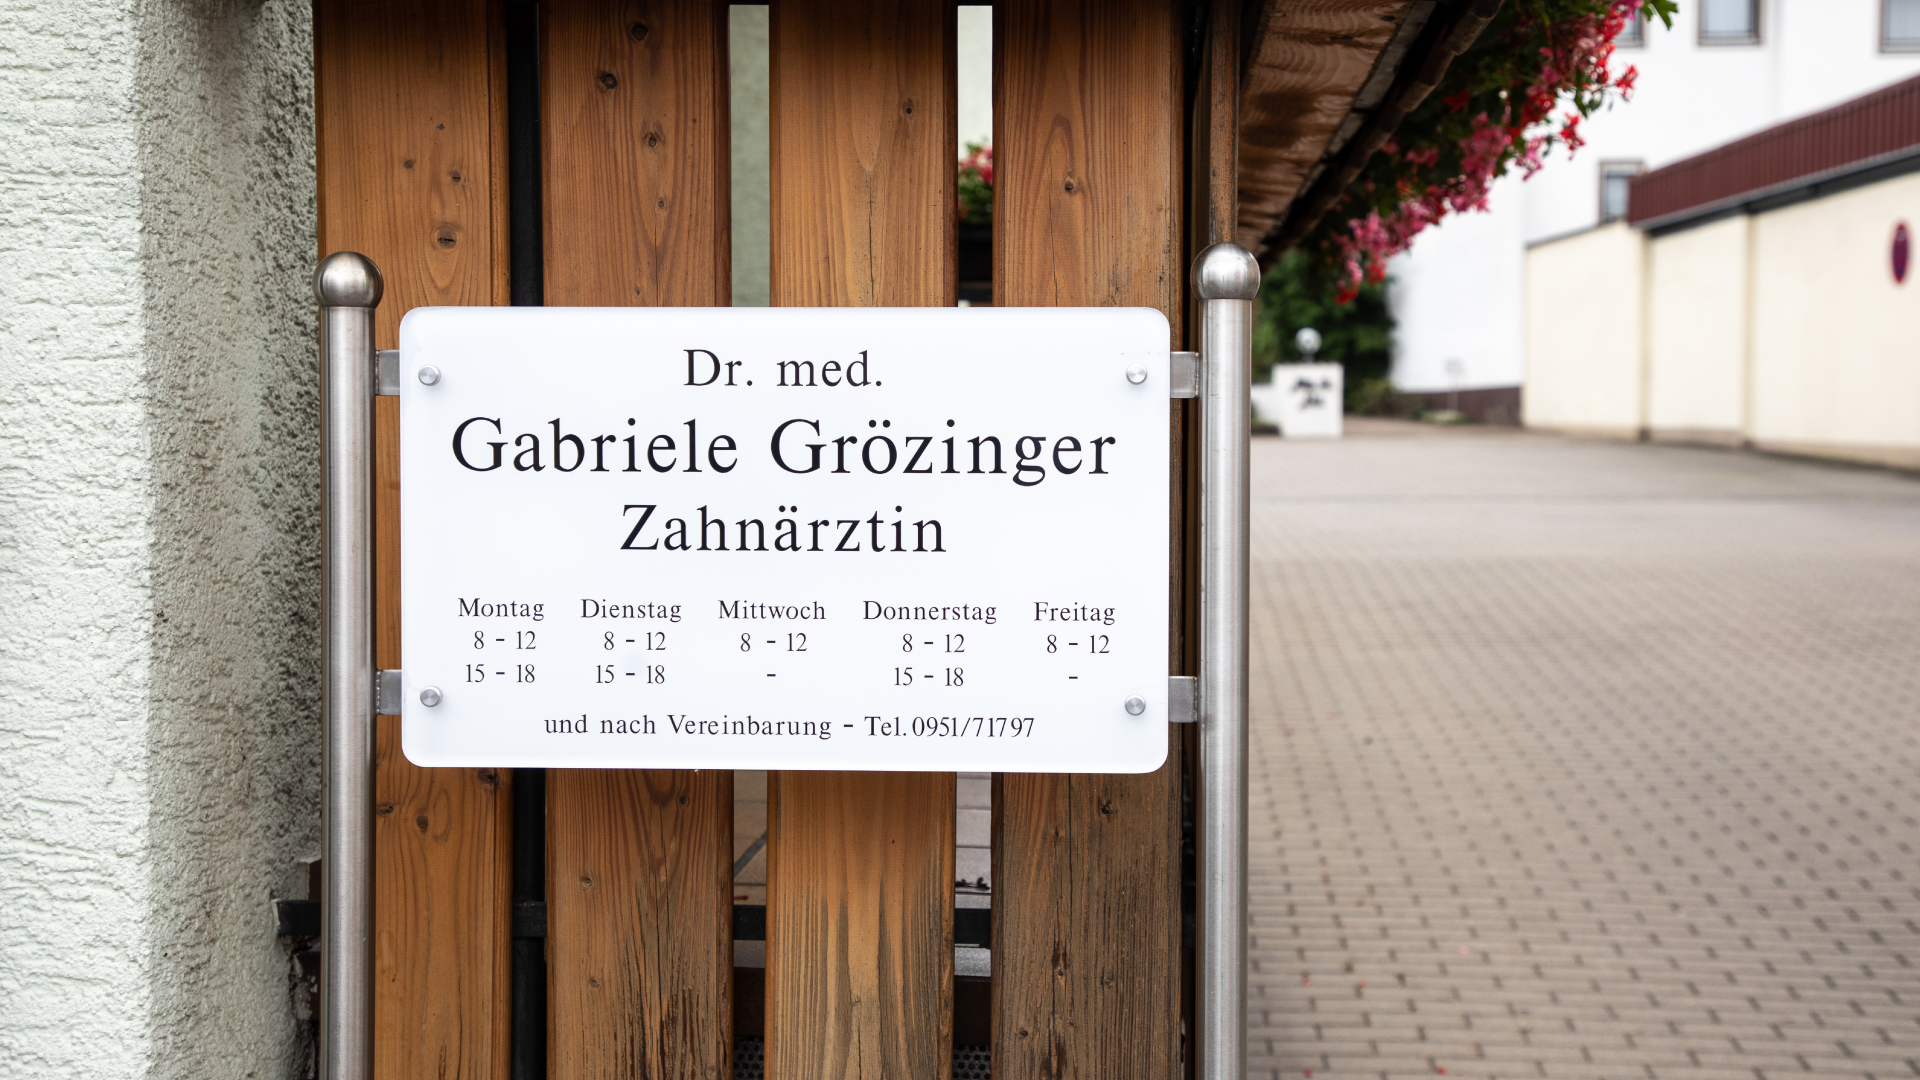 Dr. med.
Gabriele Grözinger
Zahnärztin
Montag Dienstag Mittwoch Donnerstag Freitag
8 - 12 8 - 12 8 - 12 8 - 12 8 - 12
15 - 18 15 - 18 - 15 - 18 -
und nach Vereinbarung - Tel. 0951/71797